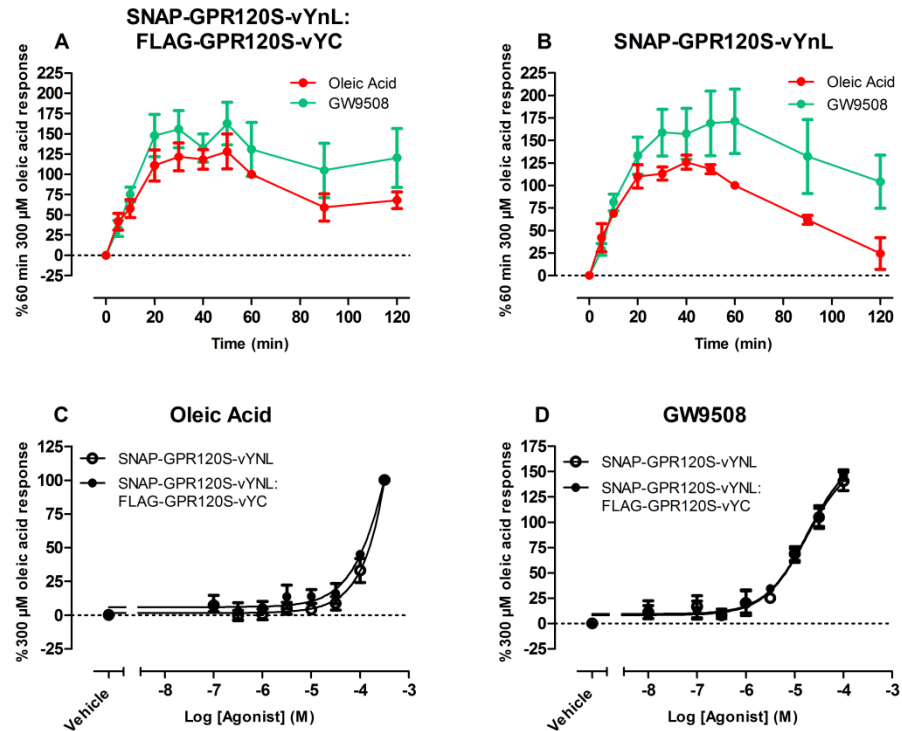 A
SNAP-GPR120S-vYnL:
FLAG-GPR120S-vYC
%60 min 300 µM oleic acid response
225
200
175
150
125
100
75
50
25
0
-25
Oleic Acid
GW9508
0 20 40 60 80 100 120
Time (min)
B
SNAP-GPR120S-vYnL
%60 min 300 µM oleic acid response
225
200
175
150
125
100
75
50
25
0
Oleic Acid
GW9508
0 20 40 60 80 100 120
Time (min)
C
Oleic Acid
%300 µM oleic acid response
125
100
75
50
25
0
-25
SNAP-GPR120S-vYNL
SNAP-GPR120S-vYNL:
FLAG-GPR120S-vYC
Vehicle -8 -7 -6 -5 -4 -3
Log [Agonist] (M)
D
GW9508
%300 µM oleic acid response
175
150
125
100
75
50
25
0
-25
SNAP-GPR120S-vYNL
SNAP-GPR120S-vYNL:
FLAG-GPR120S-vYC
Vehicle -8 -7 -6 -5 -4 -3
Log [Agonist] (M)